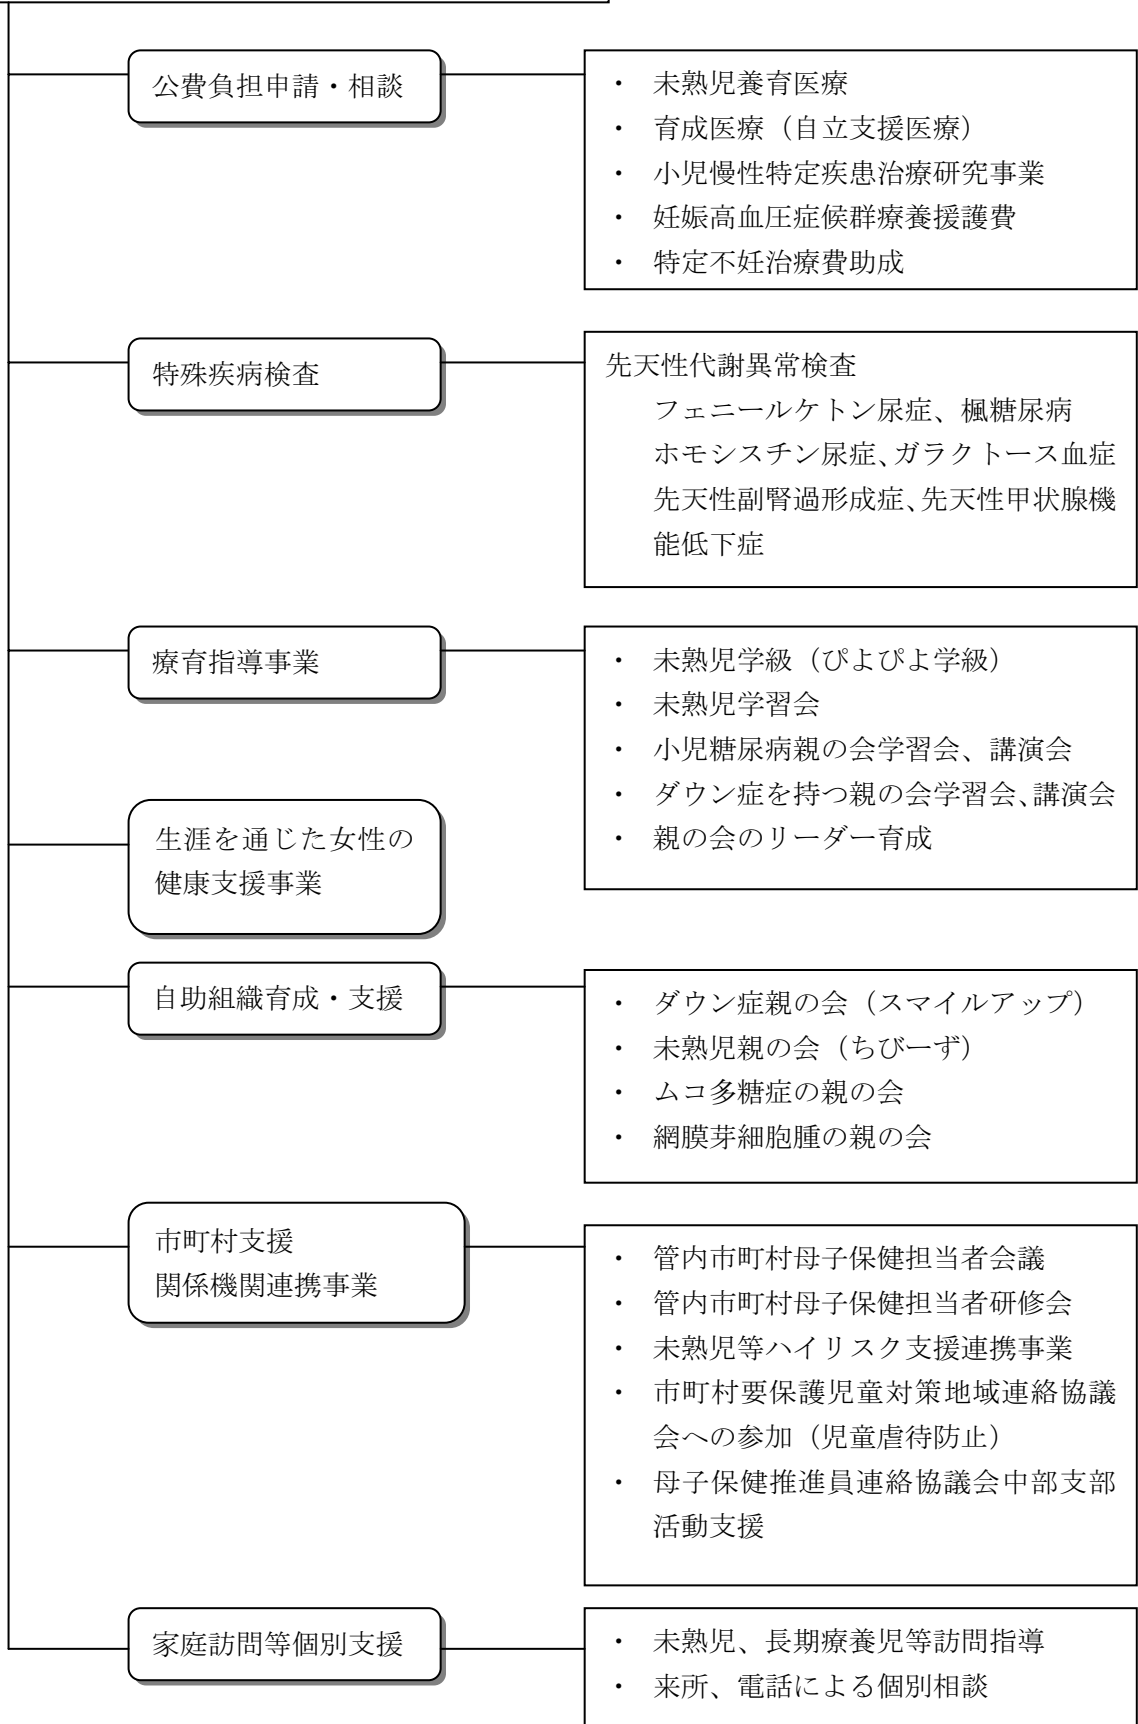 公費負担申請・相談
・ 未熟児養育医療
・ 育成医療（自立支援医療）
・ 小児慢性特定疾患治療研究事業
・ 妊娠高血圧症候群療養援護費
・ 特定不妊治療費助成
特殊疾病検査
先天性代謝異常検査
フェニールケトン尿症、楓糖尿病
ホモシスチン尿症、ガラクトース血症
先天性副腎過形成症、先天性甲状腺機
能低下症
療育指導事業
・ 未熟児学級（ぴよぴよ学級）
・ 未熟児学習会
・ 小児糖尿病親の会学習会、講演会
・ ダウン症を持つ親の会学習会、講演会
・ 親の会のリーダー育成
生涯を通じた女性の
健康支援事業
自助組織育成・支援
・ ダウン症親の会（スマイルアップ）
・ 未熟児親の会（ちびーず）
・ ムコ多糖症の親の会
・ 網膜芽細胞腫の親の会
市町村支援
関係機関連携事業
・ 管内市町村母子保健担当者会議
・ 管内市町村母子保健担当者研修会
・ 未熟児等ハイリスク支援連携事業
・ 市町村要保護児童対策地域連絡協議
会への参加（児童虐待防止）
・ 母子保健推進員連絡協議会中部支部
活動支援
家庭訪問等個別支援
・ 未熟児、長期療養児等訪問指導
・ 来所、電話による個別相談